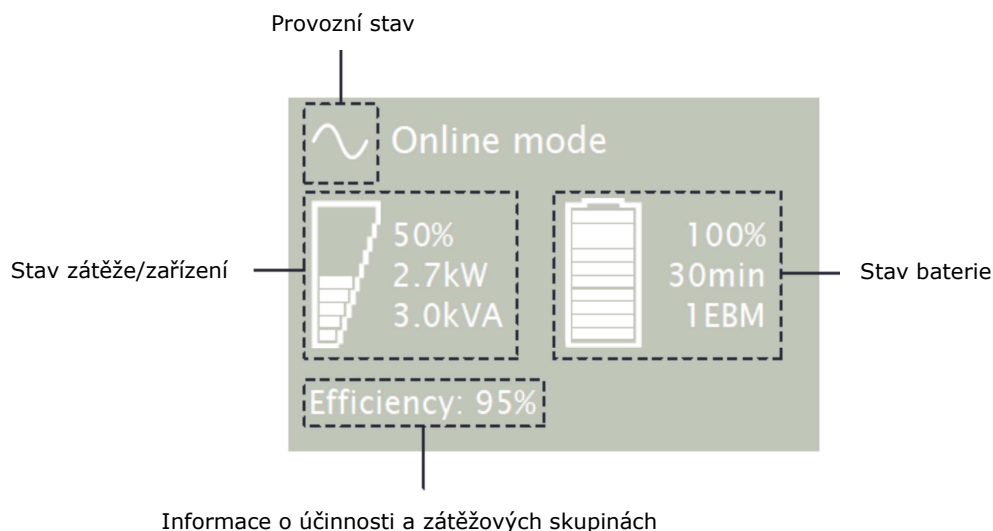 Provozní stav
Online mode
Stav zátěže/zařízení
50%
2.7kW
3.0kVA
100%
30min
1EBM
Stav baterie
Efficiency: 95%
Informace o účinnosti a zátěžových skupinách